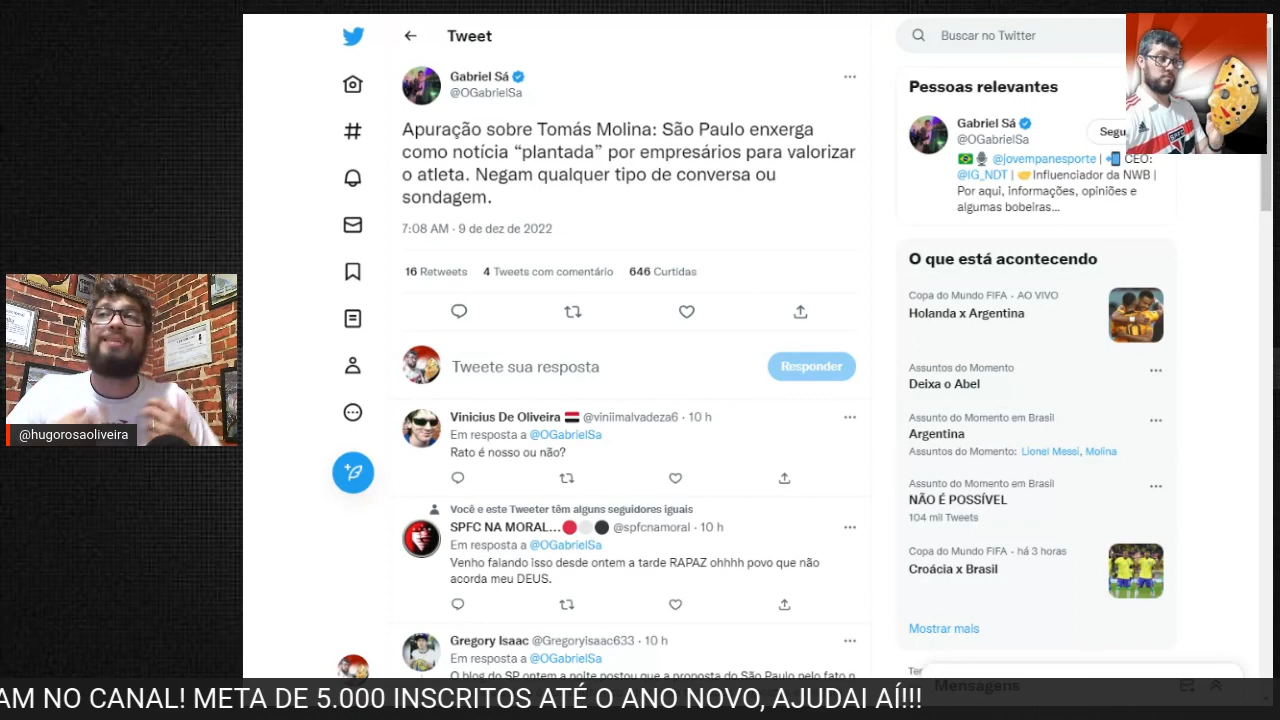 Tweet
Gabriel Sá
@OGabrielSa
Apuração sobre Tomás Molina: São Paulo enxerga
como notícia “plantada” por empresários para valorizar
o atleta. Negam qualquer tipo de conversa ou
sondagem.
7:08 AM · 9 de dez de 2022
16 Retweets 4 Tweets com comentário 646 Curtidas
Tweete sua resposta
Responder
Vinicius De Oliveira @viniimalvadeza6 · 10 h
Em resposta a @OGabrielSa
Rato é nosso ou não?
Você e este Tweeter têm alguns seguidores iguais
SPFC NA MORAL... @spfcnamoral · 10 h
Em resposta a @OGabrielSa
Venho falando isso desde ontem a tarde RAPAZ ohhhh povo que não
acorda meu DEUS.
Gregory Isaac @Gregoryisaac633 · 10 h
Em resposta a @OGabrielSa
O blog do SP ontem a noite postou que a proposta do São Paulo pelo fato n
Buscar no Twitter
Pessoas relevantes
Gabriel Sá
@OGabrielSa
Segu
@jovempanesporte | CEO:
@IG_NDT | Influenciador da NWB |
Por aqui, informações, opiniões e
algumas bobeiras...
O que está acontecendo
Copa do Mundo FIFA · AO VIVO
Holanda x Argentina
Assuntos do Momento
Deixa o Abel
Assunto do Momento em Brasil
Argentina
Assuntos do Momento: Lionel Messi, Molina
Assunto do Momento em Brasil
NÃO É POSSÍVEL
104 mil Tweets
Copa do Mundo FIFA · há 3 horas
Croácia x Brasil
Mostrar mais
Ter
Mensagens
@hugorosaoliveira
AM NO CANAL! META DE 5.000 INSCRITOS ATÉ O ANO NOVO, AJUDAI AÍ!!!